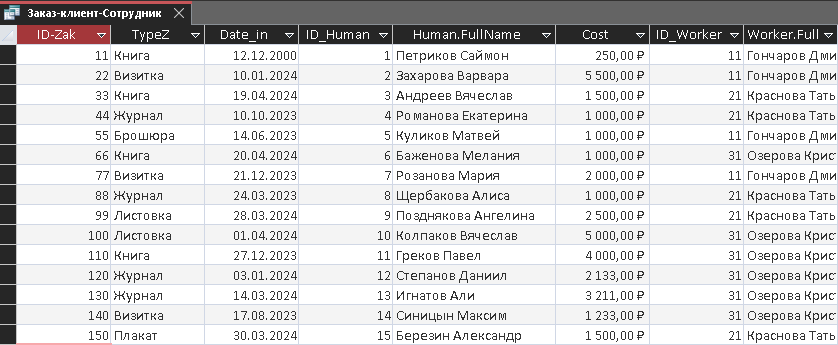 Заказ-клиент-Сотрудник
ID-Zak TypeZ Date_in ID_Human Human.FullName Cost ID_Worker Worker.Full
11 Книга 12.12.2000 1 Петриков Саймон 250,00 ₽ 11 Гончаров Дми
22 Визитка 10.01.2024 2 Захарова Варвара 5 500,00 ₽ 11 Гончаров Дми
33 Книга 19.04.2024 3 Андреев Вячеслав 1 500,00 ₽ 21 Краснова Тать
44 Журнал 10.10.2023 4 Романова Екатерина 1 000,00 ₽ 21 Краснова Тать
55 Брошюра 14.06.2023 5 Куликов Матвей 1 000,00 ₽ 11 Гончаров Дми
66 Книга 20.04.2024 6 Баженова Мелания 1 000,00 ₽ 31 Озерова Крис
77 Визитка 21.12.2023 7 Розанова Мария 2 000,00 ₽ 11 Гончаров Дми
88 Журнал 24.03.2023 8 Щербакова Алиса 1 000,00 ₽ 21 Краснова Тать
99 Листовка 28.03.2024 9 Позднякова Ангелина 2 500,00 ₽ 21 Краснова Тать
100 Листовка 01.04.2024 10 Колпаков Вячеслав 5 000,00 ₽ 31 Озерова Крис
110 Книга 27.12.2023 11 Греков Павел 4 000,00 ₽ 31 Озерова Крис
120 Журнал 03.01.2024 12 Степанов Даниил 2 133,00 ₽ 31 Озерова Крис
130 Журнал 14.03.2024 13 Игнатов Али 3 211,00 ₽ 31 Озерова Крис
140 Визитка 17.08.2023 14 Синицын Максим 1 233,00 ₽ 31 Озерова Крис
150 Плакат 30.03.2024 15 Березин Александр 1 500,00 ₽ 21 Краснова Тать